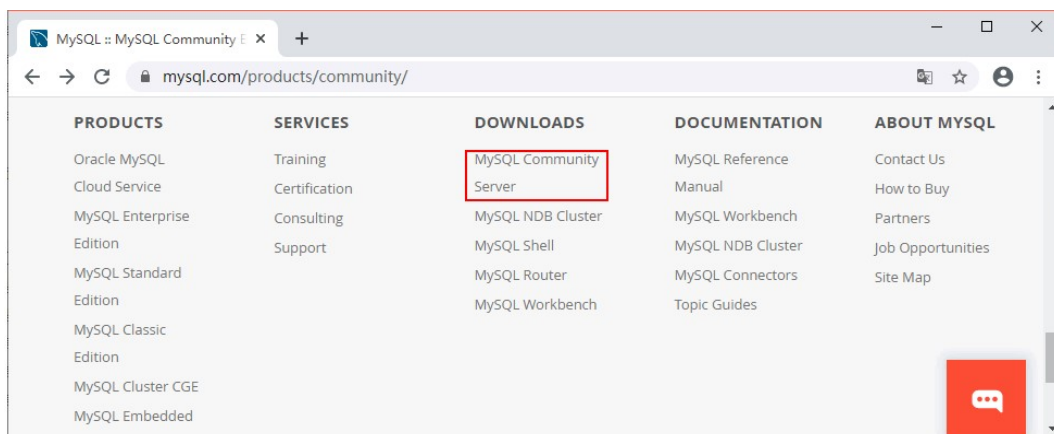 MySQL :: MySQL Community E
mysql.com/products/community/
PRODUCTS
Oracle MySQL
Cloud Service
MySQL Enterprise
Edition
MySQL Standard
Edition
MySQL Classic
Edition
MySQL Cluster CGE
MySQL Embedded
SERVICES
Training
Certification
Consulting
Support
DOWNLOADS
MySQL Community
Server
MySQL NDB Cluster
MySQL Shell
MySQL Router
MySQL Workbench
DOCUMENTATION
MySQL Reference
Manual
MySQL Workbench
MySQL NDB Cluster
MySQL Connectors
Topic Guides
ABOUT MYSQL
Contact Us
How to Buy
Partners
Job Opportunities
Site Map